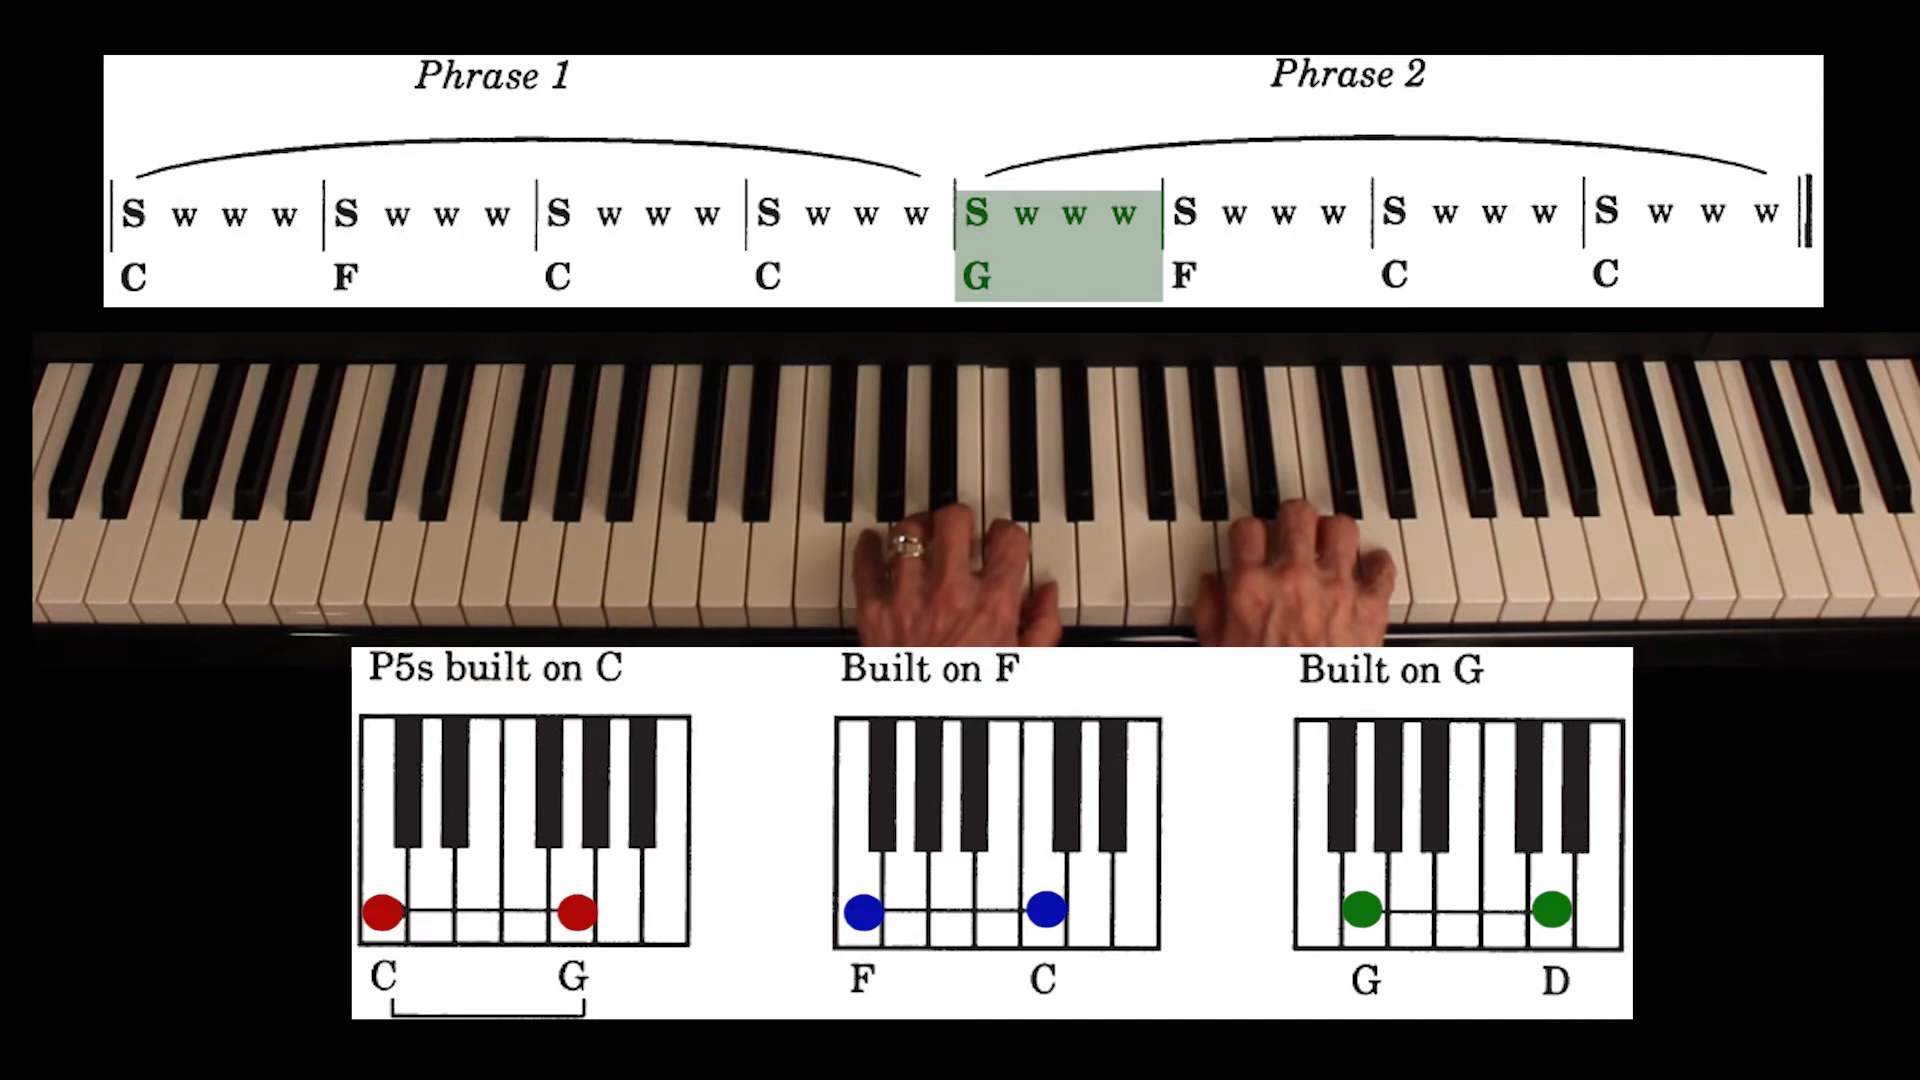 Phrase 1 Phrase 2
S w w w S w w w S w w w S w w w S w w w S w w w S w w w S w w w
C F C C G F C C
P5s built on C Built on F Built on G
C G F C G D